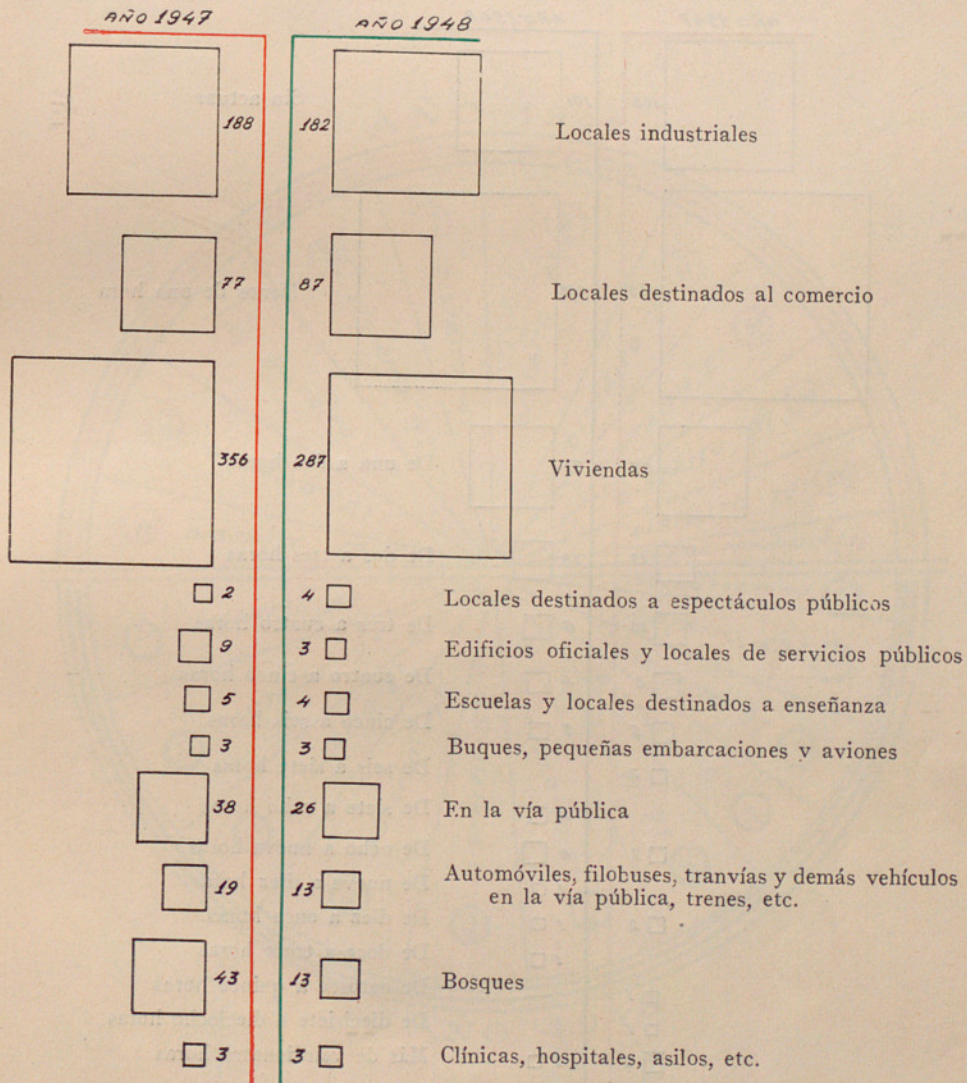 AÑO 1947 AÑO 1948
188 182 Locales industriales
77 87 Locales destinados al comercio
356 287 Viviendas
2 4 Locales destinados a espectáculos públicos
9 3 Edificios oficiales y locales de servicios públicos
5 4 Escuelas y locales destinados a enseñanza
3 3 Buques, pequeñas embarcaciones y aviones
38 26 En la vía pública
19 13 Automóviles, filobuses, tranvías y demás vehículos
en la vía pública, trenes, etc.
43 13 Bosques
3 3 Clínicas, hospitales, asilos, etc.